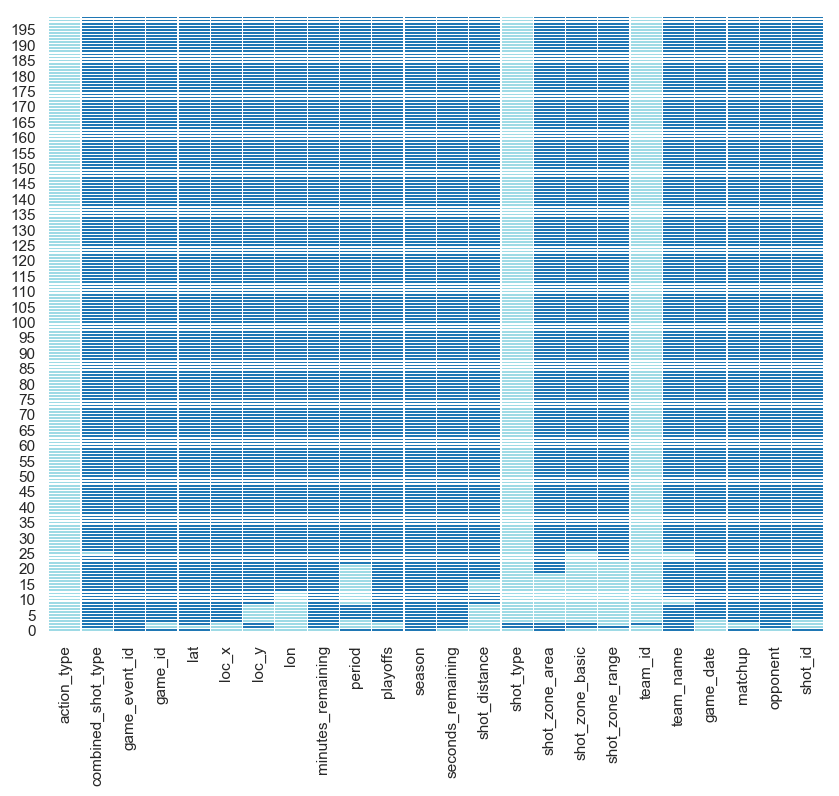 195
190
185
180
175
170
165
160
155
150
145
140
135
130
125
120
115
110
105
100
95
90
85
80
75
70
65
60
55
50
45
40
35
30
25
20
15
10
5
0
action_type
combined_shot_type
game_event_id
game_id
lat
loc_x
loc_y
lon
minutes_remaining
period
playoffs
season
seconds_remaining
shot_distance
shot_type
shot_zone_area
shot_zone_basic
shot_zone_range
team_id
team_name
game_date
matchup
opponent
shot_id